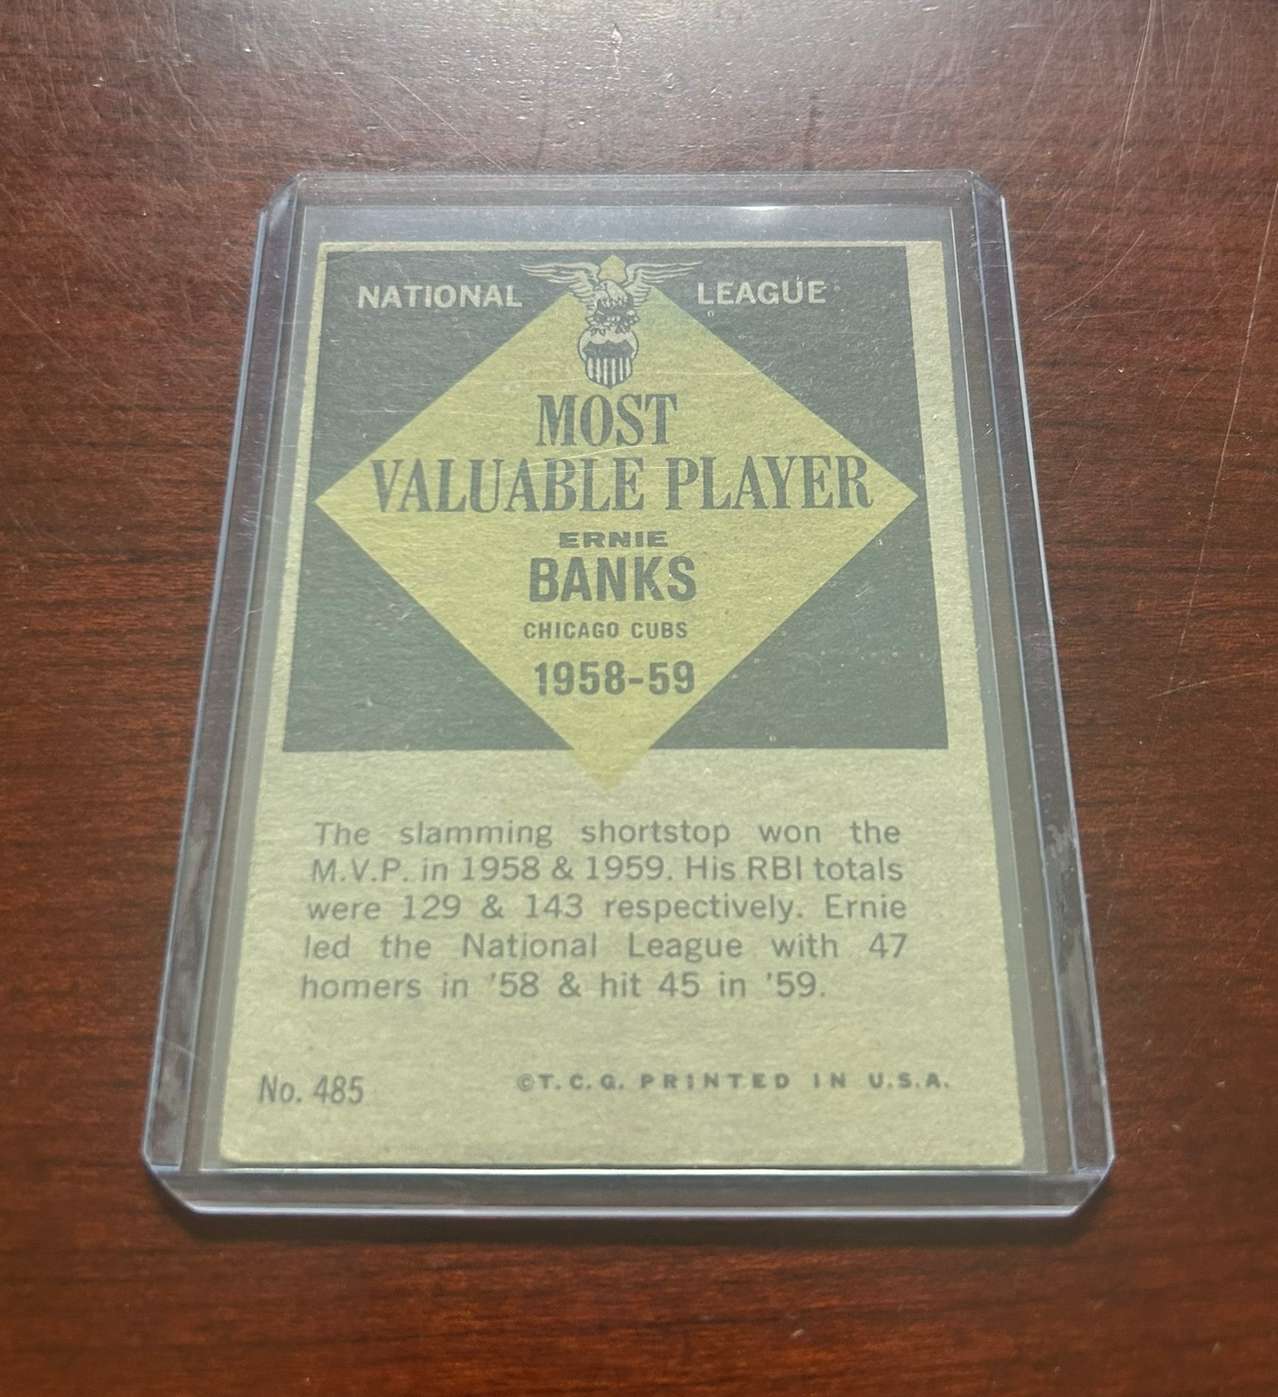 NATIONAL LEAGUE
MOST
VALUABLE PLAYER
ERNIE
BANKS
CHICAGO CUBS
1958-59
The slamming shortstop won the
M.V.P. in 1958 & 1959. His RBI totals
were 129 & 143 respectively. Ernie
led the National League with 47
homers in '58 & hit 45 in '59.
No. 485 ©T.C.G. PRINTED IN U.S.A.